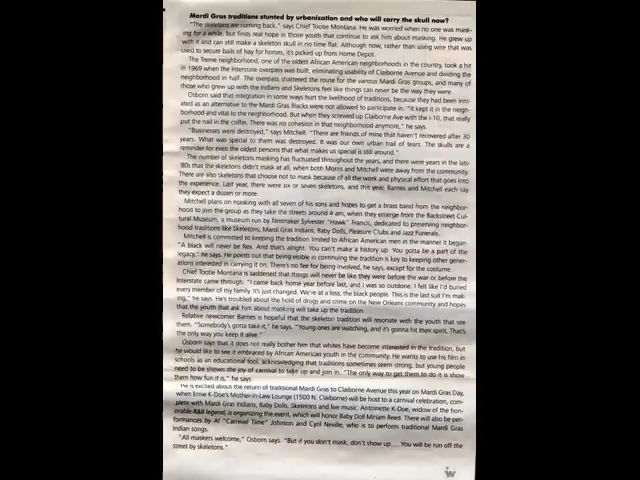 Mardi Gras traditions stunted by urbanization and who will carry the skull now?
"The skeletons are coming back," says Chief Tootie Montana. He was worried when no one was mask-
ing for a while, but finds real hope in those youth that continue to ask him about masking. He grew up
with it and can still make a skeleton skull in no time flat. Although now, rather than using wire that was
used to secure bails of hay for horses, it's picked up from Home Depot.
The Treme neighborhood, one of the oldest African American neighborhoods in the country, took a hit
in 1969 when the Interstate overpass was built, eliminating usability of Claiborne Avenue and dividing the
neighborhood in half. The overpass shattered the route for the various Mardi Gras groups, and many of
those who grew up with the Indians and Skeletons feel like things can never be the way they were.
Osborn said that integration in some ways hurt the livelihood of traditions, because they had been initi-
ated as an alternative to the Mardi Gras Blacks were not allowed to participate in. "It kept it in the neigh-
borhood and vital to the neighborhood. But when they screwed up Claiborne Ave with the I-10, that really
put the nail in the coffin. There was no cohesion in that neighborhood anymore," he says.
"Businesses were destroyed," says Mitchell. "There are friends of mine that haven't recovered after 30
years. What was special to them was destroyed. It was our own urban trail of tears. The skulls are a
reminder for even the oldest persons that what makes us special is still around."
The number of skeletons masking has fluctuated throughout the years, and there were years in the late
'80s that the skeletons didn't mask at all, when both Morris and Mitchell were away from the community.
There are also skeletons that choose not to mask because of all the work and physical effort that goes into
the experience. Last year, there were six or seven skeletons, and this year, Barnes and Mitchell each say
they expect a dozen or more.
Mitchell plans on masking with all seven of his sons and hopes to get a brass band from the neighbor-
hood to join the group as they take the streets around 4 am, when they emerge from the Backstreet Cul-
tural Museum, a museum run by filmmaker Sylvester "Hawk" Francis, dedicated to preserving neighbor-
hood traditions like Skeletons, Mardi Gras Indians, Baby Dolls, Pleasure Clubs and Jazz Funerals.
Mitchell is committed to keeping the tradition limited to African American men in the manner it began.
"A black will never be Rex. And that's alright. You can't make a history up. You gotta be a part of the
legacy," he says. He points out that being visible in continuing the tradition is key to keeping other gener-
ations interested in carrying it on. There's no fee for being involved, he says, except for the costume.
Chief Tootie Montana is saddened that things will never be like they were before the war or before the
Interstate came through. "I came back home year before last, and I was so outdone. I felt like I'd buried
every member of my family. It's just changed. We're at a loss, the black people. This is the last suit I'm mak-
ing," he says. He's troubled about the hold of drugs and crime on the New Orleans community and hopes
that the youth that ask him about masking will take up the tradition.
Relative newcomer Barnes is hopeful that the skeleton tradition will resonate with the youth that see
them. "Somebody's gotta take it," he says. "Young ones are watching, and it's gonna hit their spirit. That's
the only way you keep it alive."
Osborn says that it does not really bother him that whites have become interested in the tradition, but
he would like to see it embraced by African American youth in the community. He wants to use his film in
schools as an educational tool, acknowledging that traditions sometimes seem strong, but young people
need to be shown the joy of carnival to take up and join in. "The only way to get them to do it is show
them how fun it is," he says
He is excited about the return of traditional Mardi Gras to Claiborne Avenue this year on Mardi Gras Day,
when Ernie K-Doe's Mother-in-Law Lounge (1500 N. Claiborne) will be host to a carnival celebration, com-
plete with Mardi Gras Indians, Baby Dolls, Skeletons and live music. Antoinette K-Doe, widow of the hon-
orable R&B legend, is organizing the event, which will honor Baby Doll Miriam Reed. There will also be per-
formances by Al "Carnival Time" Johnson and Cyril Neville, who is to perform traditional Mardi Gras
Indian songs.
"All maskers welcome," Osborn says. "But if you don't mask, don't show up.... You will be run off the
street by skeletons."